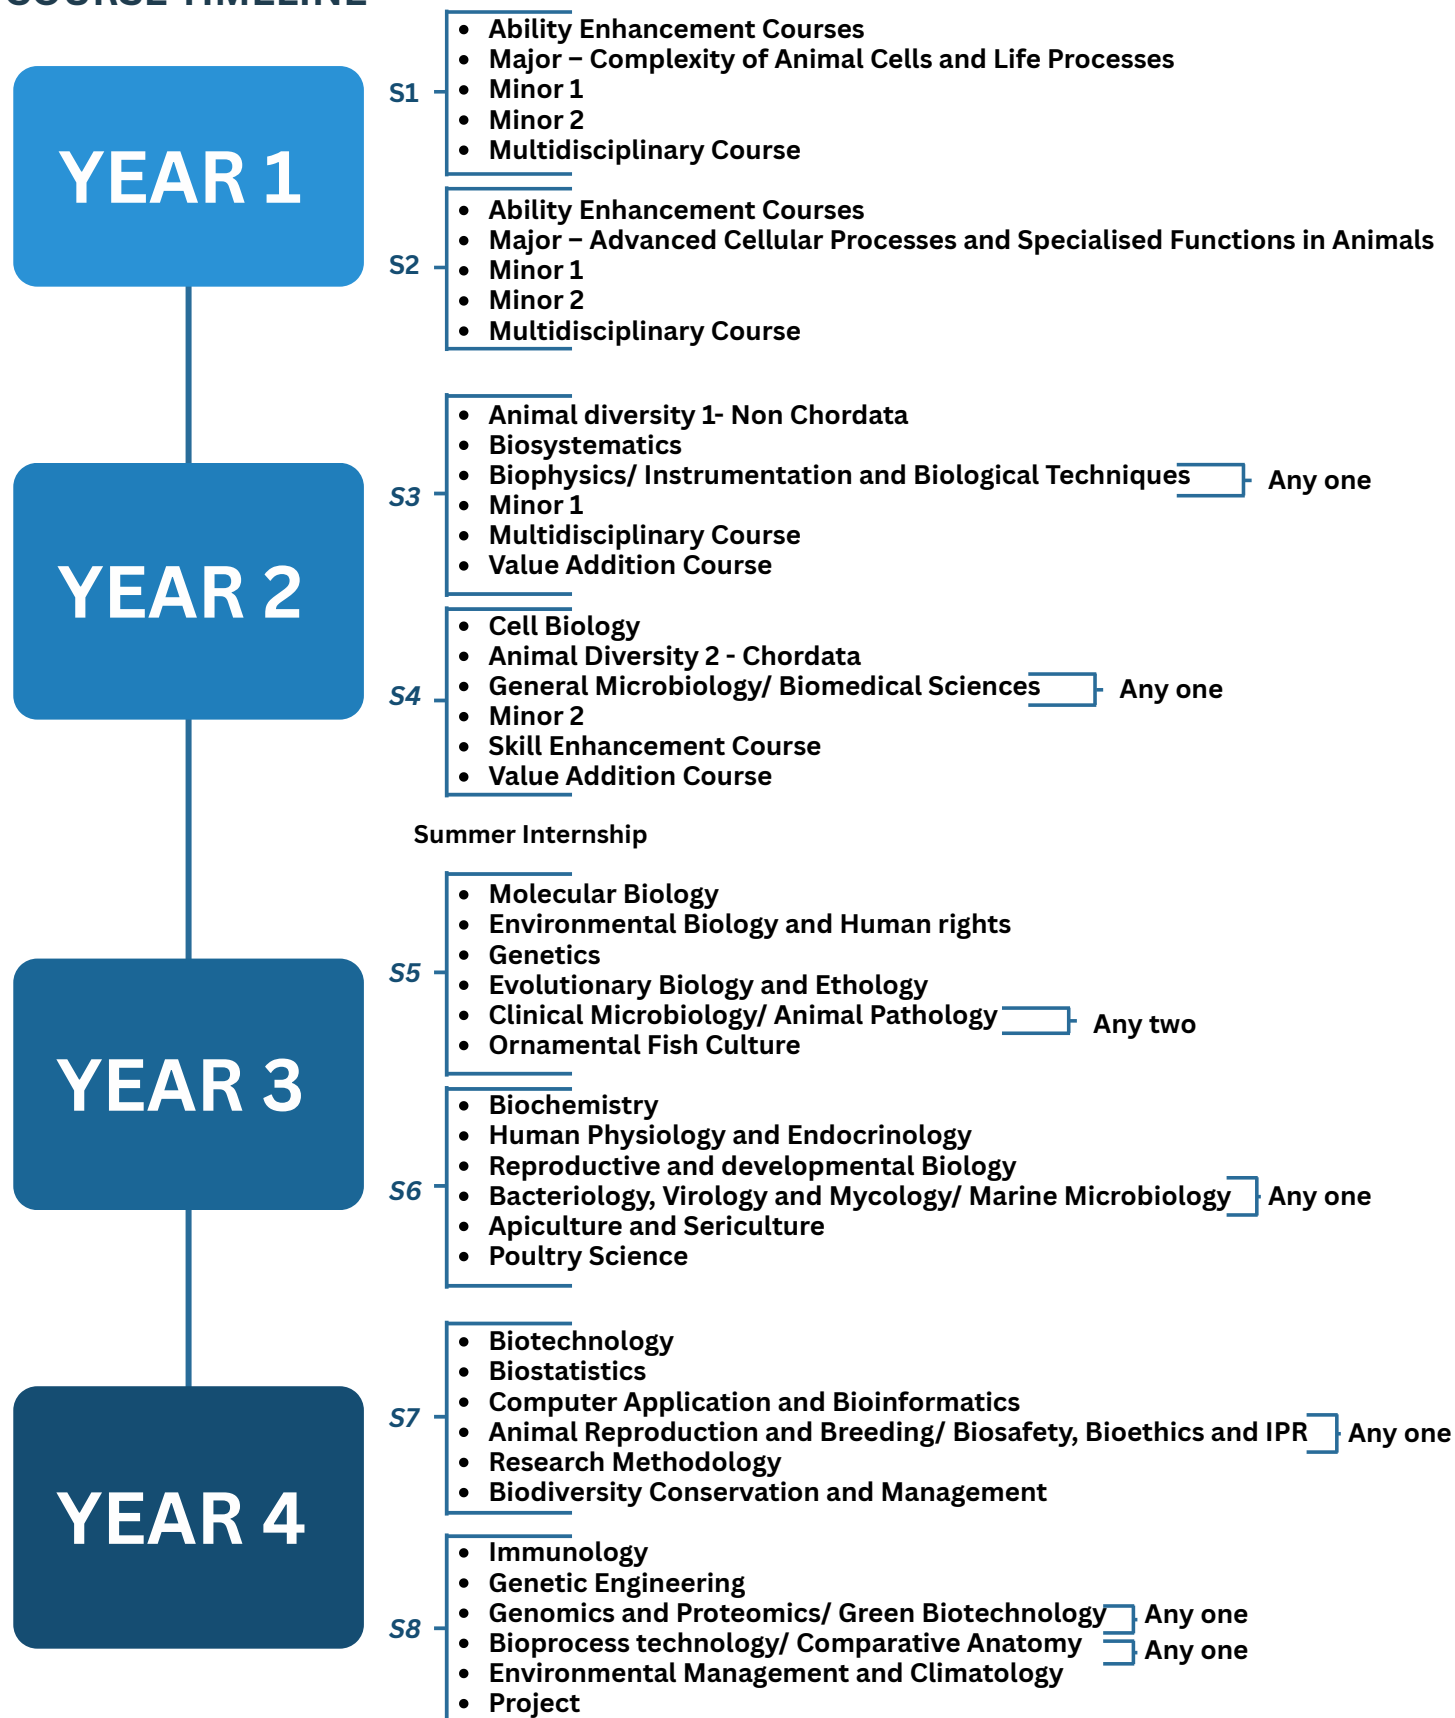 COURSE TIMELINE
YEAR 1
S1
Ability Enhancement Courses
Major – Complexity of Animal Cells and Life Processes
Minor 1
Minor 2
Multidisciplinary Course
S2
Ability Enhancement Courses
Major – Advanced Cellular Processes and Specialised Functions in Animals
Minor 1
Minor 2
Multidisciplinary Course
YEAR 2
S3
Animal diversity 1- Non Chordata
Biosystematics
Biophysics/ Instrumentation and Biological Techniques Any one
Minor 1
Multidisciplinary Course
Value Addition Course
S4
Cell Biology
Animal Diversity 2 - Chordata
General Microbiology/ Biomedical Sciences Any one
Minor 2
Skill Enhancement Course
Value Addition Course
Summer Internship
YEAR 3
S5
Molecular Biology
Environmental Biology and Human rights
Genetics
Evolutionary Biology and Ethology
Clinical Microbiology/ Animal Pathology Any two
Ornamental Fish Culture
S6
Biochemistry
Human Physiology and Endocrinology
Reproductive and developmental Biology
Bacteriology, Virology and Mycology/ Marine Microbiology Any one
Apiculture and Sericulture
Poultry Science
YEAR 4
S7
Biotechnology
Biostatistics
Computer Application and Bioinformatics
Animal Reproduction and Breeding/ Biosafety, Bioethics and IPR Any one
Research Methodology
Biodiversity Conservation and Management
S8
Immunology
Genetic Engineering
Genomics and Proteomics/ Green Biotechnology Any one
Bioprocess technology/ Comparative Anatomy Any one
Environmental Management and Climatology
Project